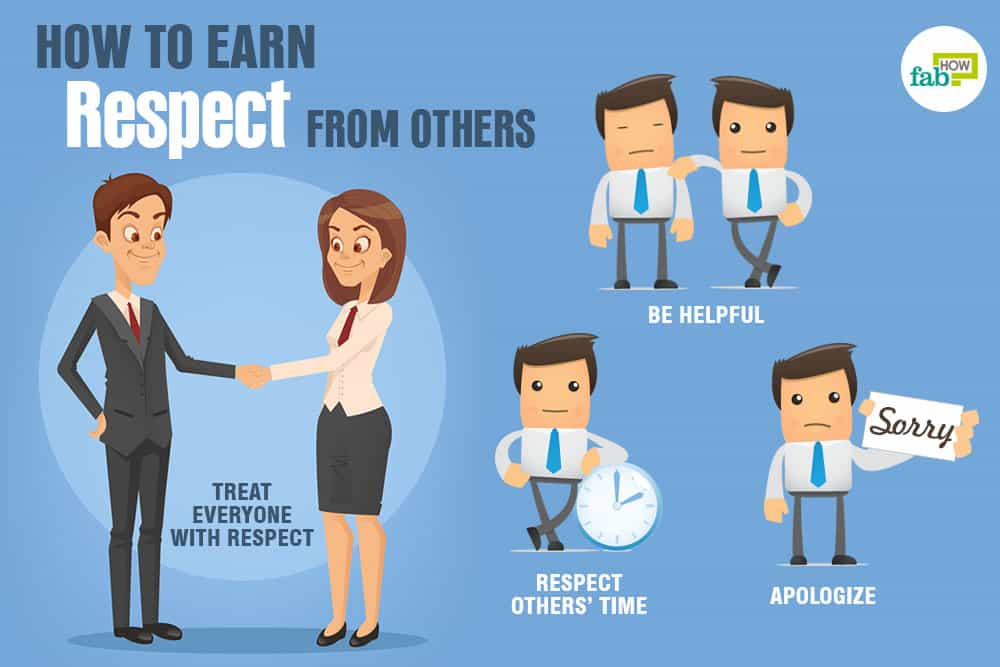 HOW TO EARN
Respect FROM OTHERS
fab HOW
BE HELPFUL
Sorry
TREAT
EVERYONE
WITH RESPECT
RESPECT
OTHERS' TIME
APOLOGIZE